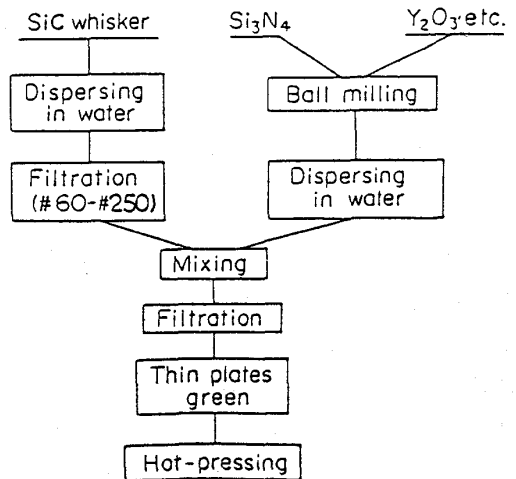 SiC whisker
Si₃N₄
Y₂O₃, etc.
Dispersing
in water
Ball milling
Filtration
(#60-#250)
Dispersing
in water
Mixing
Filtration
Thin plates
green
Hot-pressing